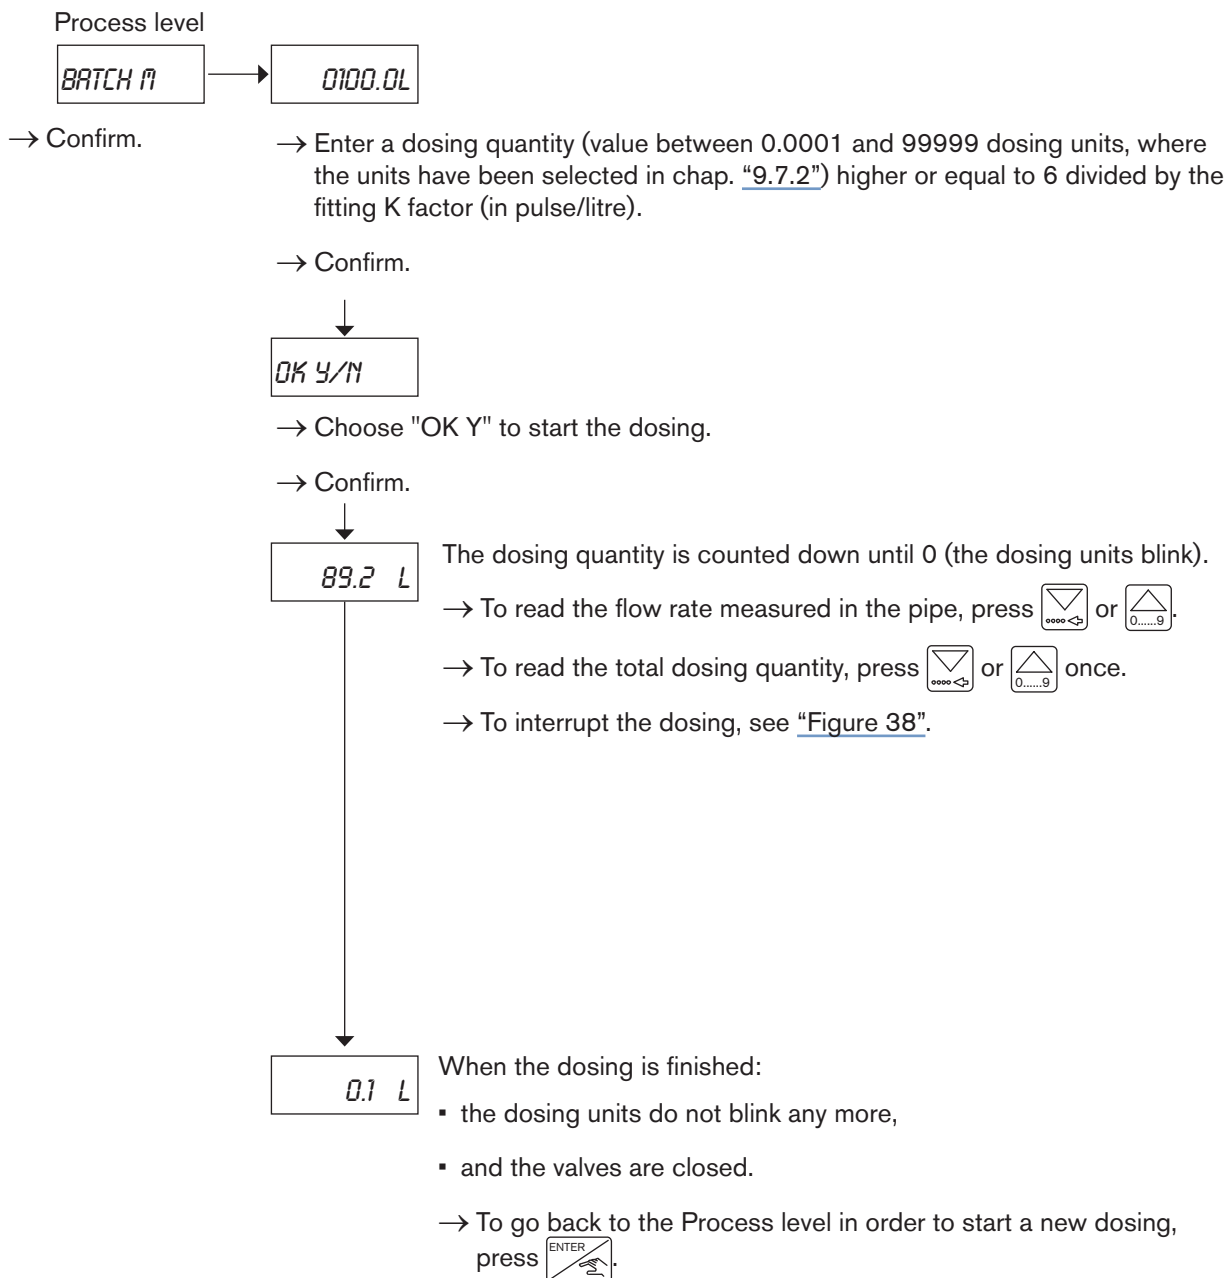 Process level
BATCH M
0100.0L
→ Confirm.
→ Enter a dosing quantity (value between 0.0001 and 99999 dosing units, where
the units have been selected in chap. “9.7.2”) higher or equal to 6 divided by the
fitting K factor (in pulse/litre).
→ Confirm.
OK Y/N
→ Choose "OK Y" to start the dosing.
→ Confirm.
89.2 L
The dosing quantity is counted down until 0 (the dosing units blink).
→ To read the flow rate measured in the pipe, press or 0......9.
→ To read the total dosing quantity, press or 0......9 once.
→ To interrupt the dosing, see “Figure 38”.
0.1 L
When the dosing is finished:
▪ the dosing units do not blink any more,
▪ and the valves are closed.
→ To go back to the Process level in order to start a new dosing,
press ENTER.